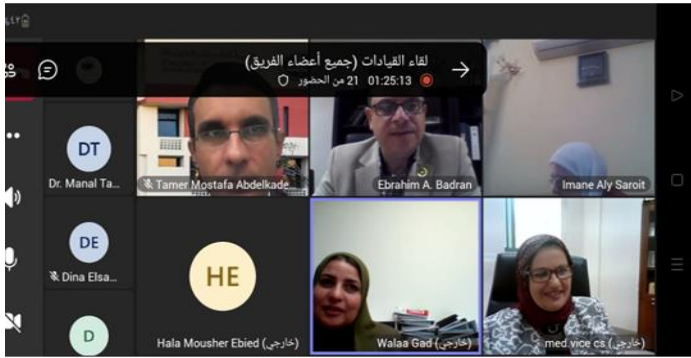 ٤٤٢
لقاء القيادات (جميع أعضاء الفريق)
01:25:13 21 من الحضور
DT
Dr. Manal Ta...
Tamer Mostafa Abdelkade...
Ebrahim A. Badran
Imane Aly Saroit
DE
Dina Elsa...
HE
D
Hala Mousher Ebied (خارجي)
Walaa Gad (خارجي)
med.vice cs (خارجي)